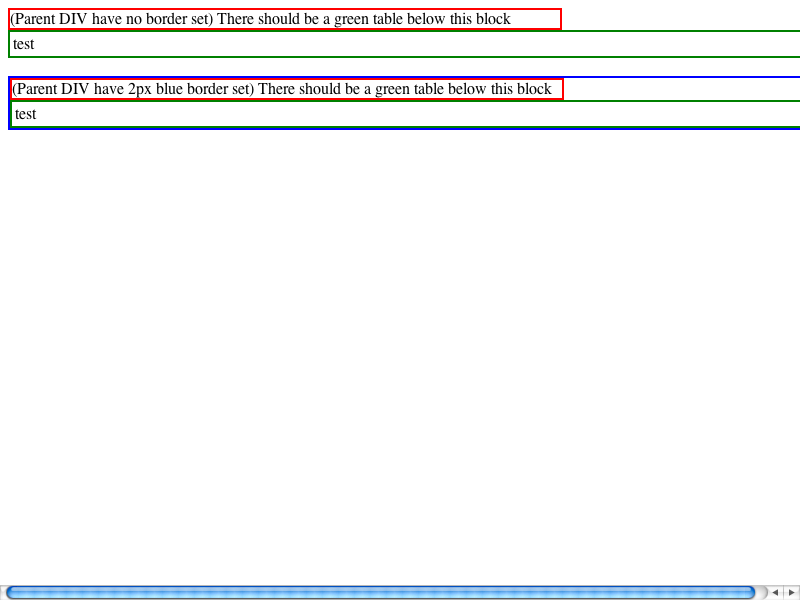 (Parent DIV have no border set) There should be a green table below this block
test
(Parent DIV have 2px blue border set) There should be a green table below this block
test